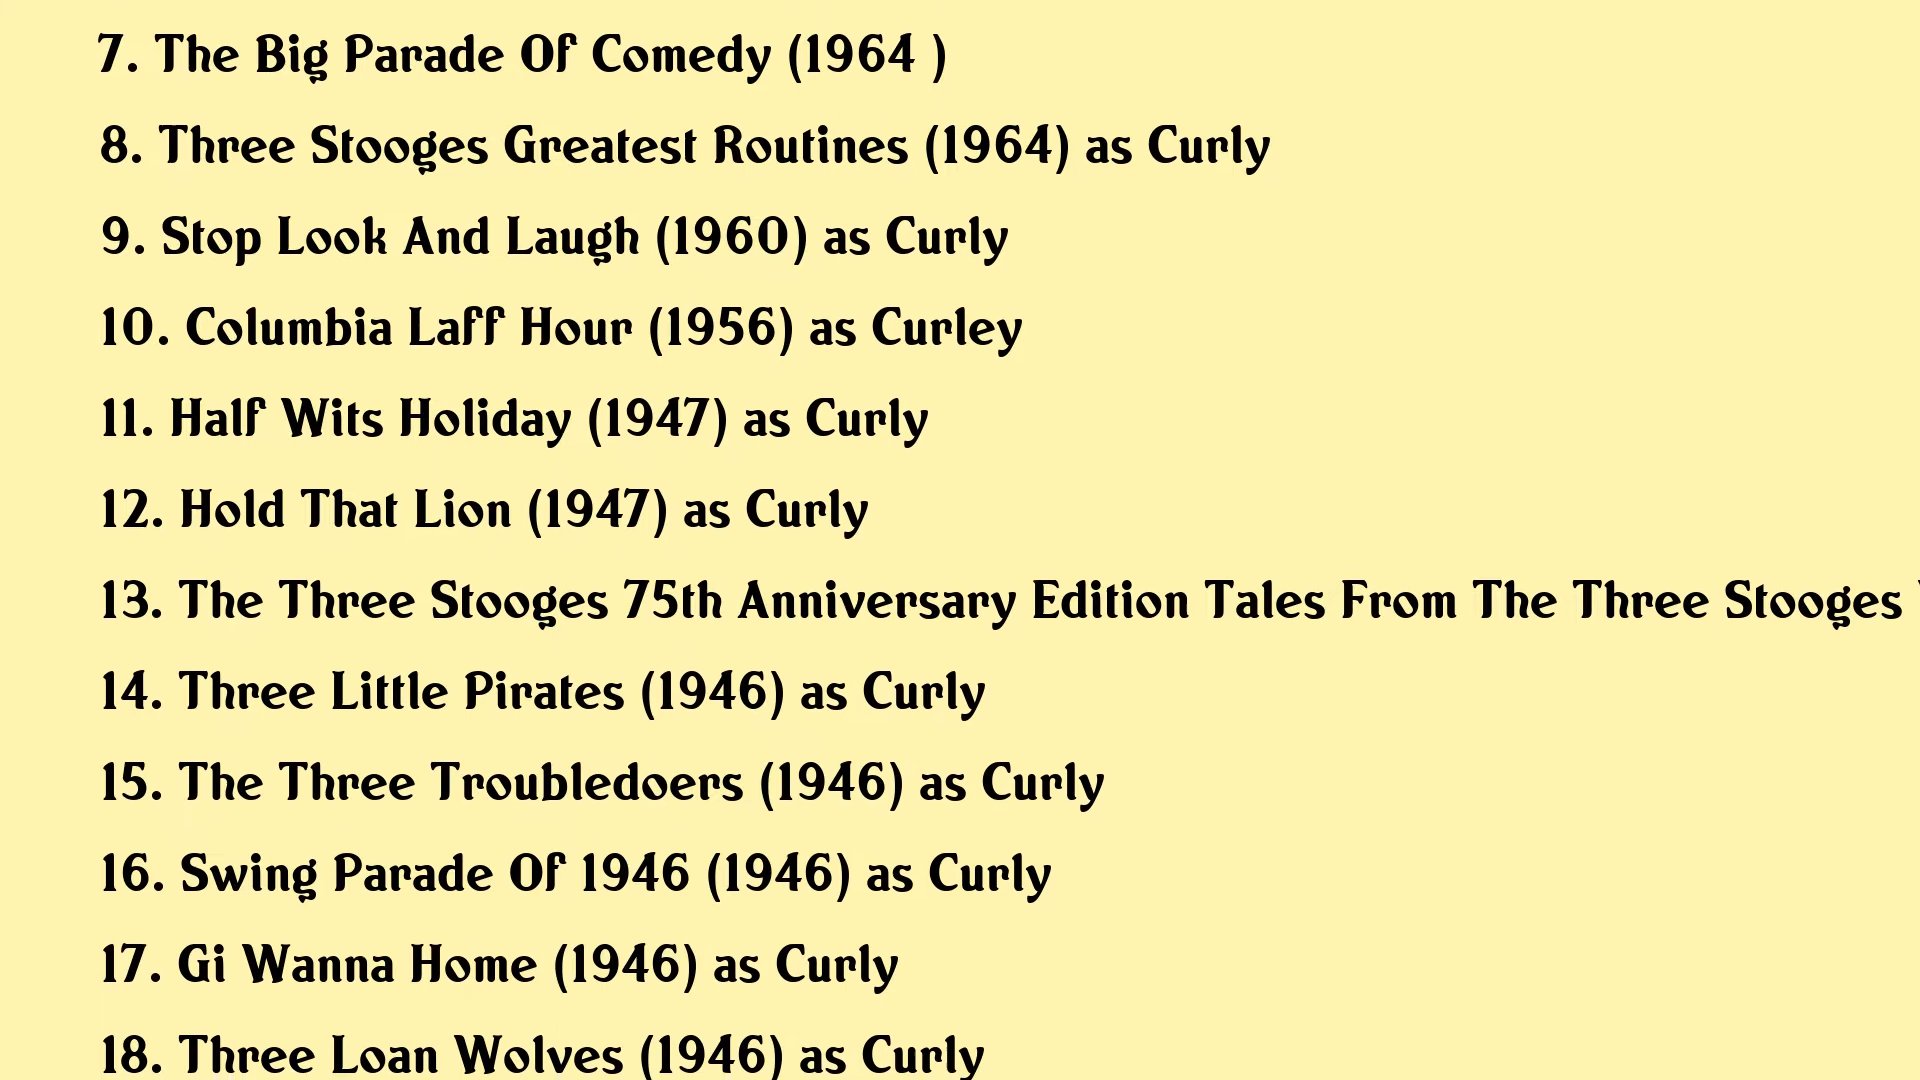 7. The Big Parade Of Comedy (1964 )
8. Three Stooges Greatest Routines (1964) as Curly
9. Stop Look And Laugh (1960) as Curly
10. Columbia Laff Hour (1956) as Curley
11. Half Wits Holiday (1947) as Curly
12. Hold That Lion (1947) as Curly
13. The Three Stooges 75th Anniversary Edition Tales From The Three Stooges
14. Three Little Pirates (1946) as Curly
15. The Three Troubledoers (1946) as Curly
16. Swing Parade Of 1946 (1946) as Curly
17. Gi Wanna Home (1946) as Curly
18. Three Loan Wolves (1946) as Curly